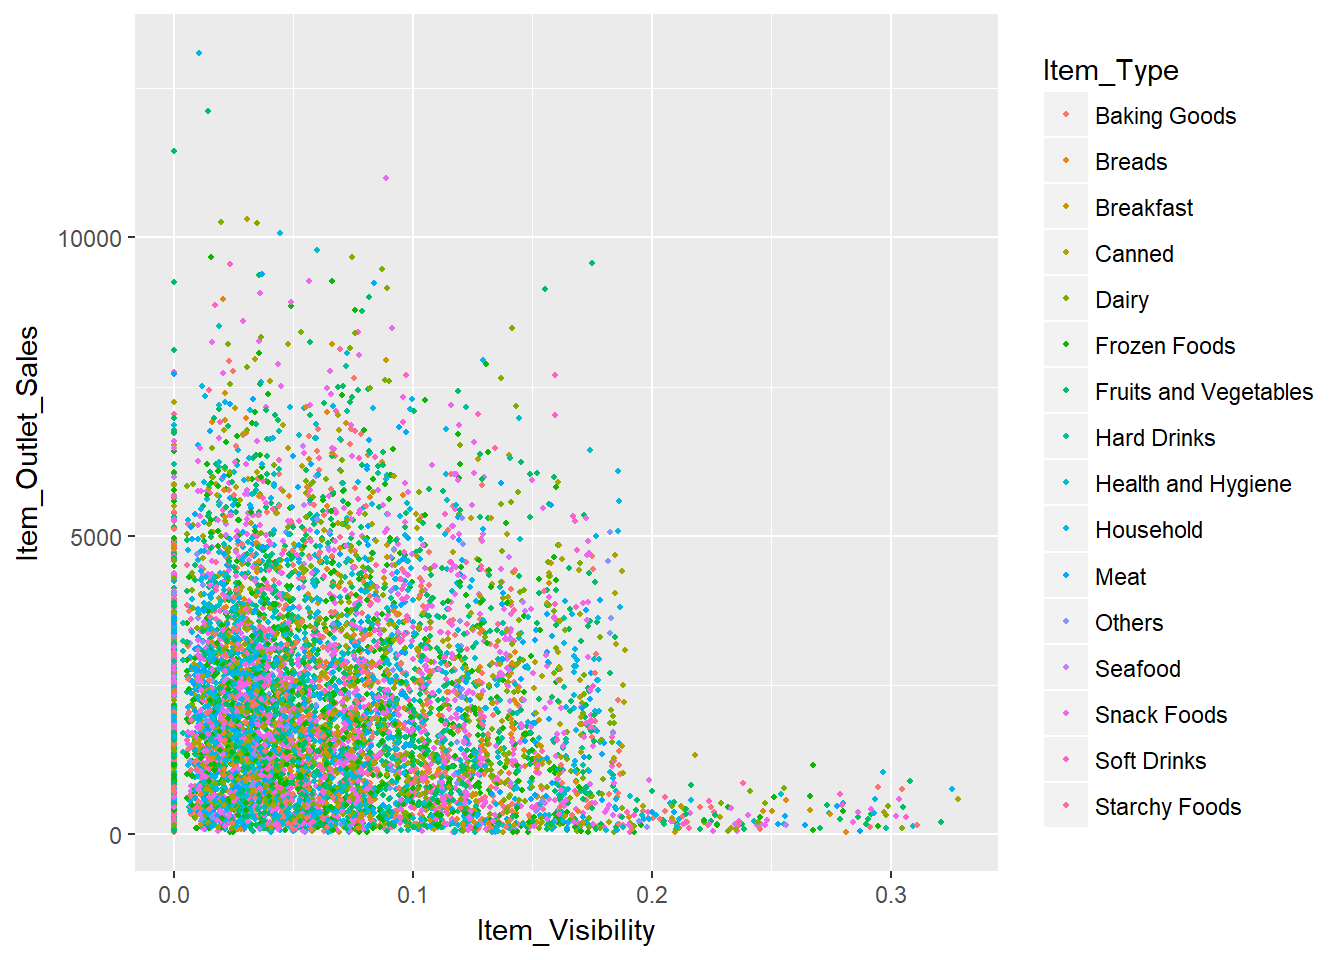 Item_Type
Baking Goods
Breads
Breakfast
Canned
Dairy
Frozen Foods
Fruits and Vegetables
Hard Drinks
Health and Hygiene
Household
Meat
Others
Seafood
Snack Foods
Soft Drinks
Starchy Foods
Item_Outlet_Sales
10000
5000
0
0.0 0.1 0.2 0.3
Item_Visibility